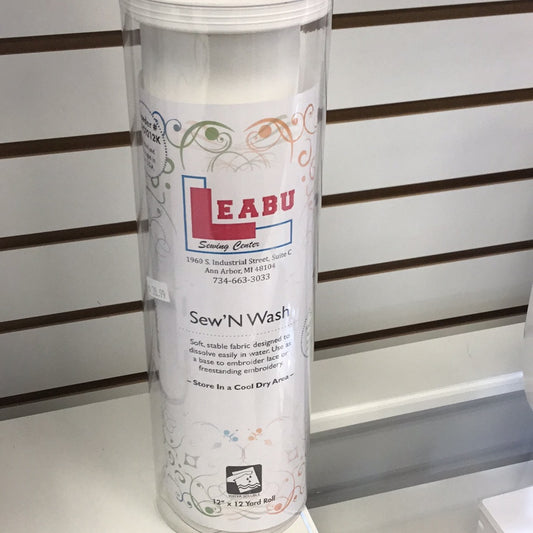 LEABU
Sewing Center
1960 S. Industrial Street, Suite C
Ann Arbor, MI 48104
734-663-3033
Sew'N Wash
Soft, stable fabric designed to
dissolve easily in water. Use as
a base to embroider lace or
freestanding embroidery.
~ Store In a Cool Dry Area ~
WATER SOLUBLE
12" x 12 Yard Roll